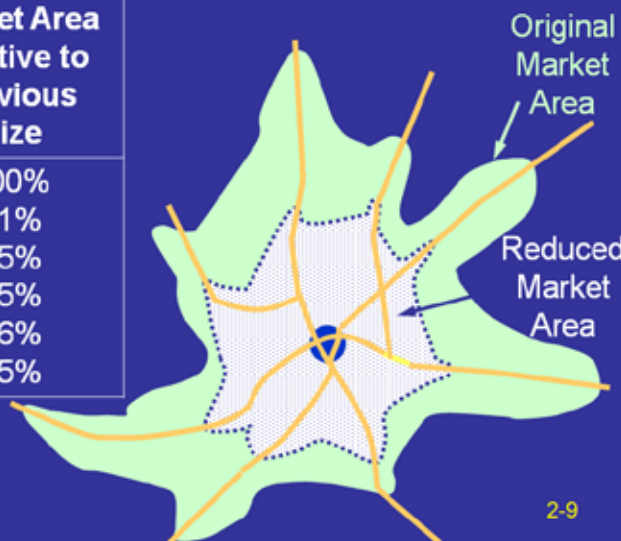 et Area
tive to
vious
ize
00%
1%
5%
5%
6%
5%
Original
Market
Area
Reduced
Market
Area
2-9